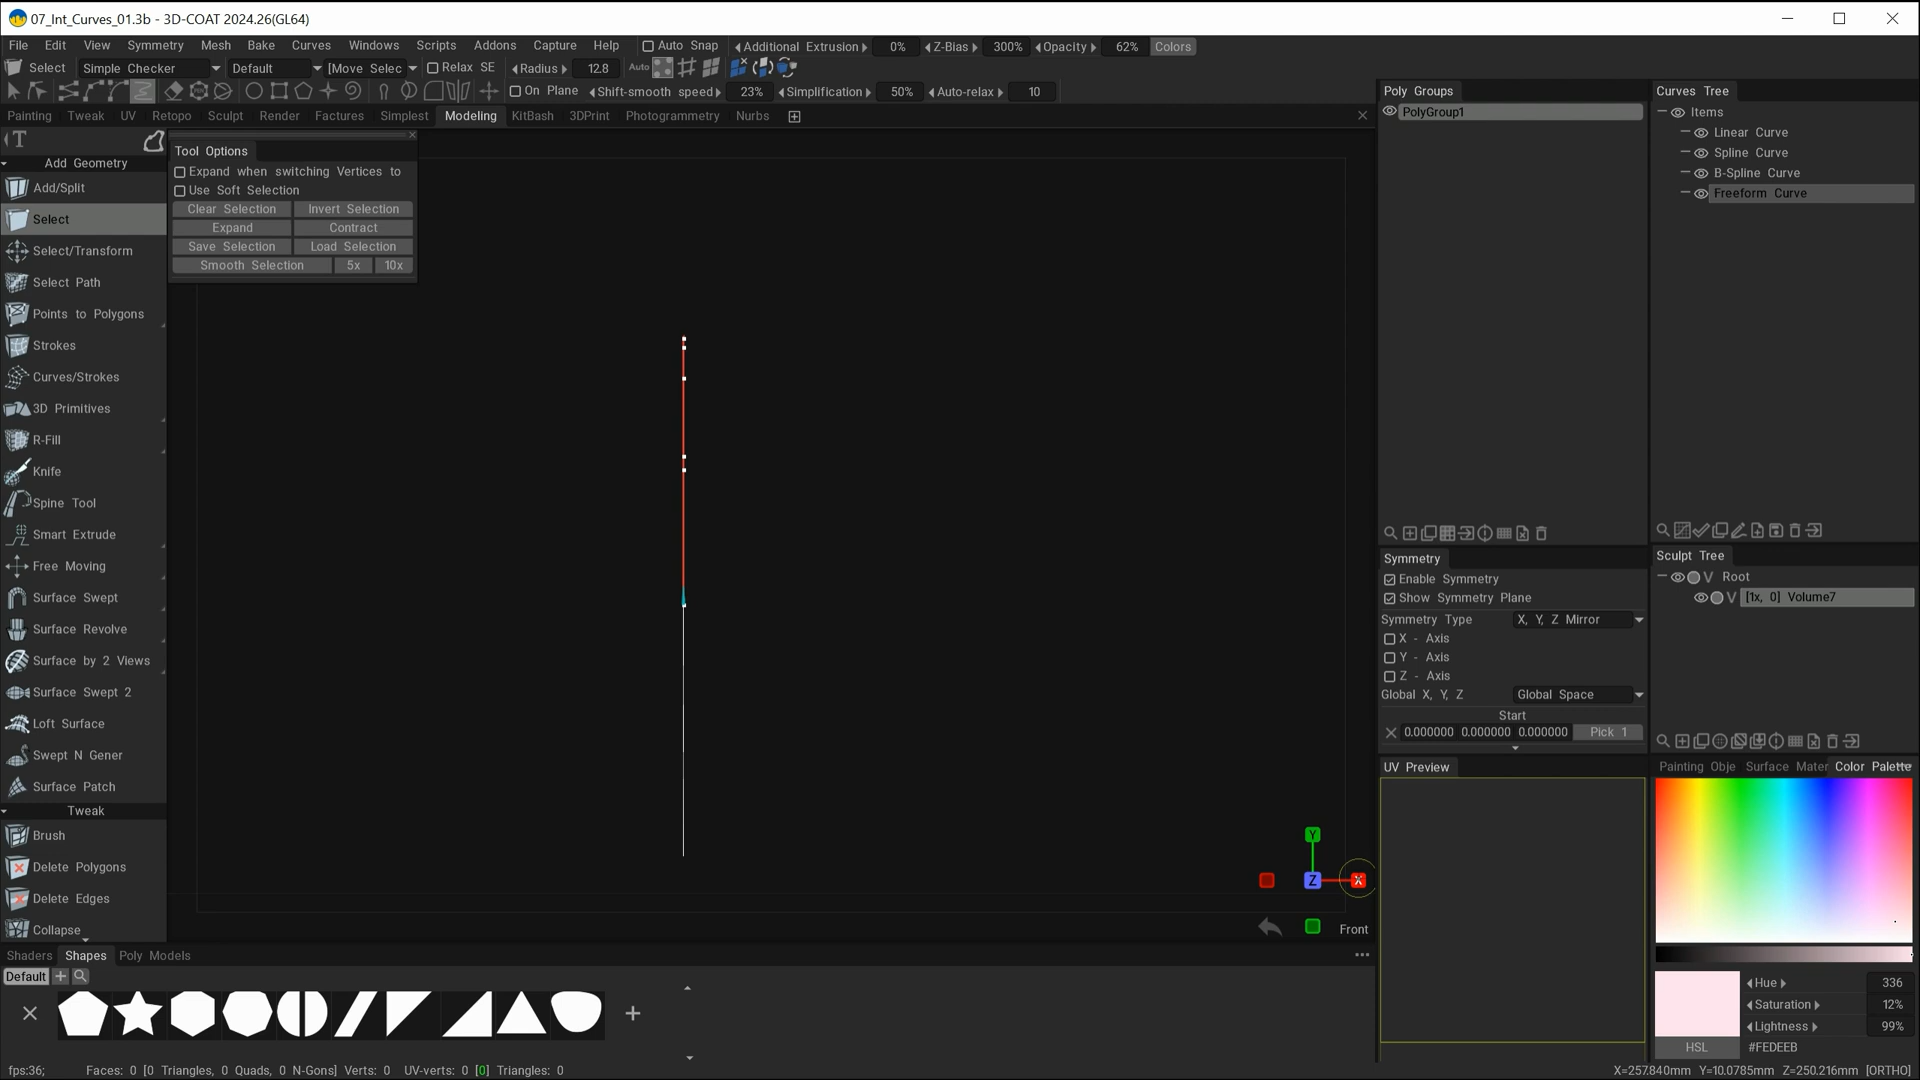 07_Int_Curves_01.3b - 3D-COAT 2024.26(GL64)
File Edit View Symmetry Mesh Bake Curves Windows Scripts Addons Capture Help Auto Snap Additional Extrusion 0% Z-Bias 300% Opacity 62% Colors
Select Simple Checker Default [Move Selec Relax SE Radius 12.8 Auto
On Plane Shift-smooth speed 23% Simplification 50% Auto-relax 10
Painting Tweak UV Retopo Sculpt Render Factures Simplest Modeling KitBash 3DPrint Photogrammetry Nurbs
T
Add Geometry
Add/Split
Select
Select/Transform
Select Path
Points to Polygons
Strokes
Curves/Strokes
3D Primitives
R-Fill
Knife
Spine Tool
Smart Extrude
Free Moving
Surface Swept
Surface Revolve
Surface by 2 Views
Surface Swept 2
Loft Surface
Swept N Gener
Surface Patch
Tweak
Brush
Delete Polygons
Delete Edges
Collapse
Tool Options
Expand when switching Vertices to
Use Soft Selection
Clear Selection Invert Selection
Expand Contract
Save Selection Load Selection
Smooth Selection 5x 10x
Y
Z X
Front
Poly Groups
PolyGroup1
Symmetry
Enable Symmetry
Show Symmetry Plane
Symmetry Type X, Y, Z Mirror
X - Axis
Y - Axis
Z - Axis
Global X, Y, Z Global Space
Start
0.000000 0.000000 0.000000 Pick 1
UV Preview
Curves Tree
Items
Linear Curve
Spline Curve
B-Spline Curve
Freeform Curve
Sculpt Tree
V Root
V [1x, 0] Volume7
Painting Obje Surface Mater Color Palette
Hue 336
Saturation 12%
Lightness 99%
HSL #FEDEEB
Shaders Shapes Poly Models
Default
fps:36; Faces: 0 [0 Triangles, 0 Quads, 0 N-Gons] Verts: 0 UV-verts: 0 [0] Triangles: 0
X=257.840mm Y=10.0785mm Z=250.216mm [ORTHO]